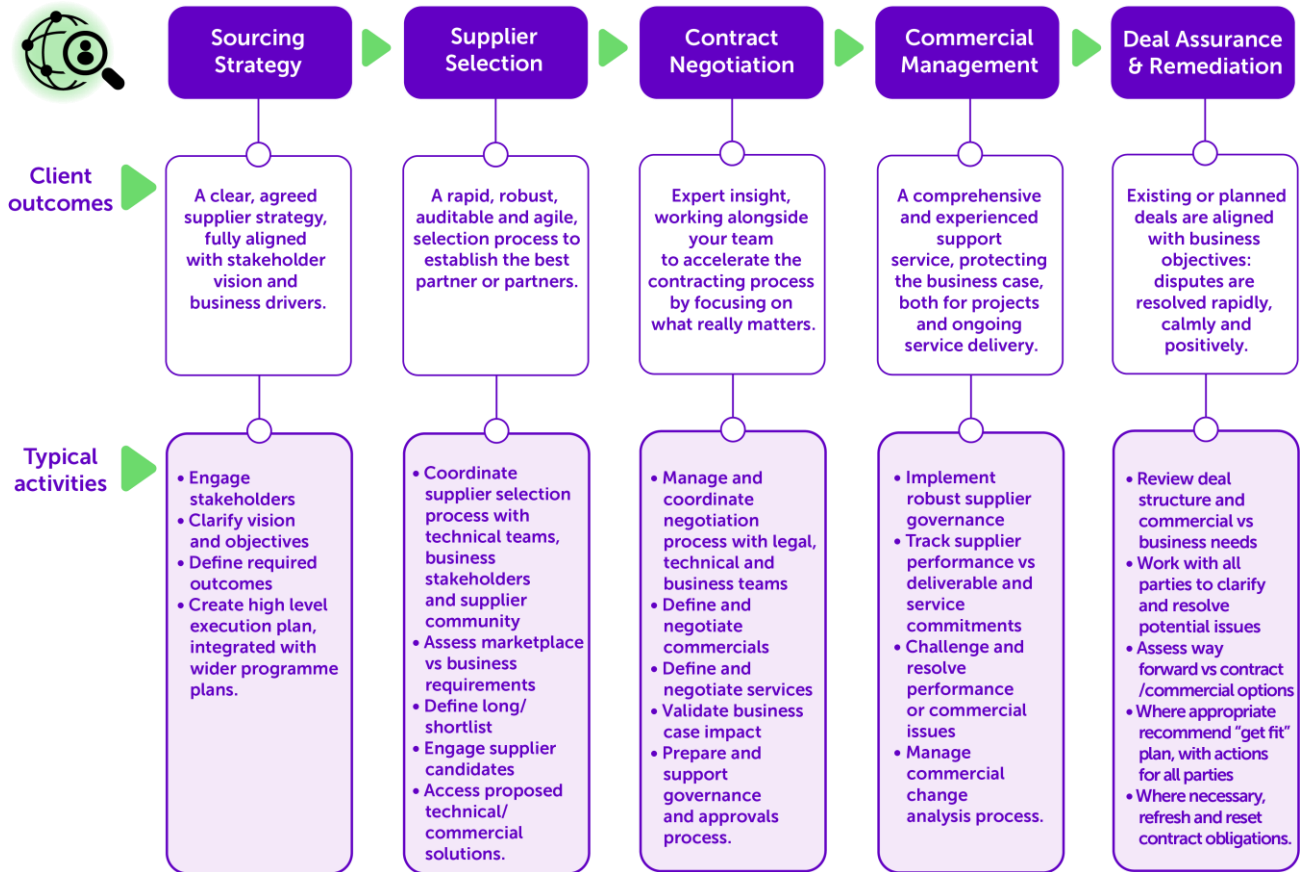 Sourcing
Strategy
Supplier
Selection
Contract
Negotiation
Commercial
Management
Deal Assurance
& Remediation
Client
outcomes
A clear, agreed
supplier strategy,
fully aligned
with stakeholder
vision and
business drivers.
A rapid, robust,
auditable and agile,
selection process to
establish the best
partner or partners.
Expert insight,
working alongside
your team
to accelerate the
contracting process
by focusing on
what really matters.
A comprehensive
and experienced
support
service, protecting
the business case,
both for projects
and ongoing
service delivery.
Existing or planned
deals are aligned
with business
objectives:
disputes are
resolved rapidly,
calmly and
positively.
Typical
activities
• Engage
stakeholders
• Clarify vision
and objectives
• Define required
outcomes
• Create high level
execution plan,
integrated with
wider programme
plans.
• Coordinate
supplier selection
process with
technical teams,
business
stakeholders
and supplier
community
• Assess marketplace
vs business
requirements
• Define long/
shortlist
• Engage supplier
candidates
• Access proposed
technical/
commercial
solutions.
• Manage and
coordinate
negotiation
process with legal,
technical and
business teams
• Define and
negotiate
commercials
• Define and
negotiate services
• Validate business
case impact
• Prepare and
support
governance
and approvals
process.
• Implement
robust supplier
governance
• Track supplier
performance vs
deliverable and
service
commitments
• Challenge and
resolve
performance
or commercial
issues
• Manage
commercial
change
analysis process.
• Review deal
structure and
commercial vs
business needs
• Work with all
parties to clarify
and resolve
potential issues
• Assess way
forward vs contract
/commercial options
• Where appropriate
recommend “get fit”
plan, with actions
for all parties
• Where necessary,
refresh and reset
contract obligations.